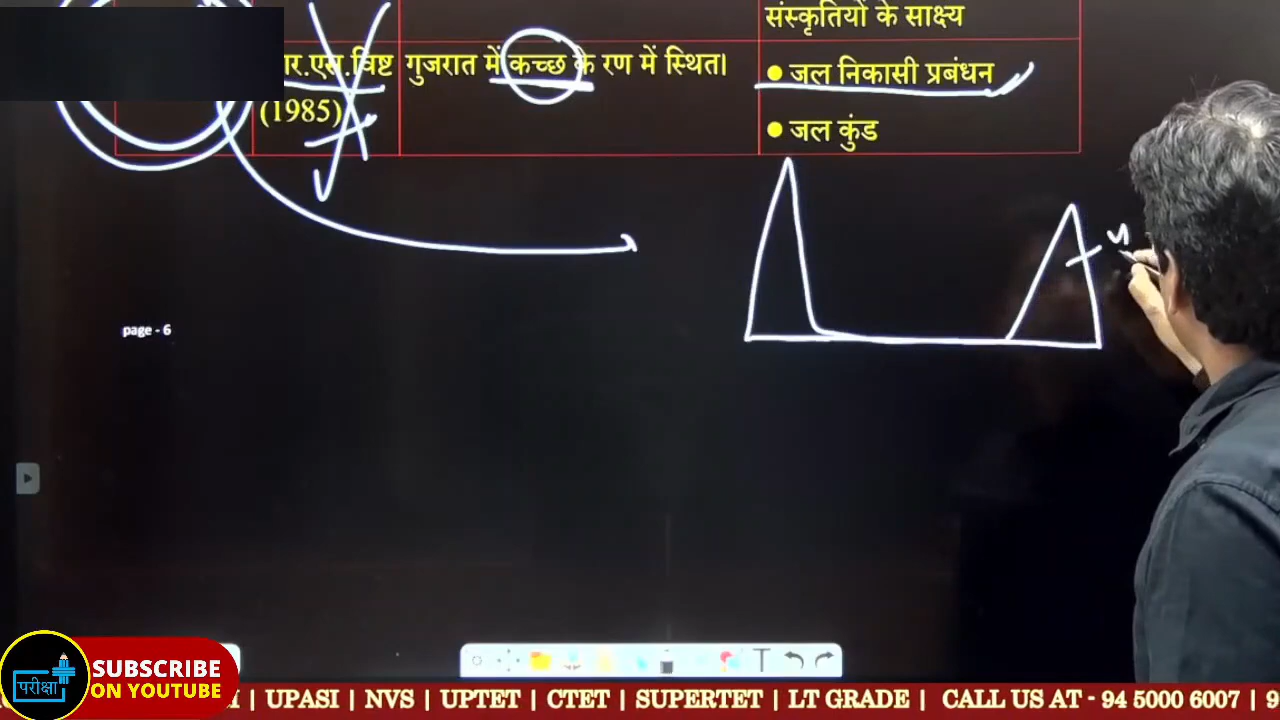 संस्कृतियों के साक्ष्य
र.एस.विष्ट गुजरात में कच्छ के रण में स्थित।
● जल निकासी प्रबंधन
(1985)
● जल कुंड
page - 6
परीक्षा
SUBSCRIBE
ON YOUTUBE
I | UPASI | NVS | UPTET | CTET | SUPERTET | LT GRADE | CALL US AT - 94 5000 6007 | 9